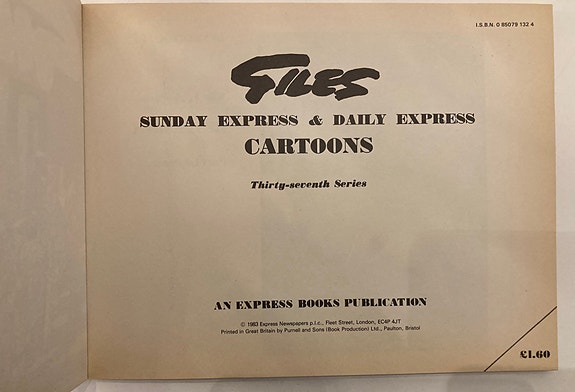 I.S.B.N. 0 85079 132 4
GILES
SUNDAY EXPRESS & DAILY EXPRESS
CARTOONS
Thirty-seventh Series
AN EXPRESS BOOKS PUBLICATION
© 1983 Express Newspapers p.l.c., Fleet Street, London, EC4P 4JT
Printed in Great Britain by Purnell and Sons (Book Production) Ltd., Paulton, Bristol
£1.60